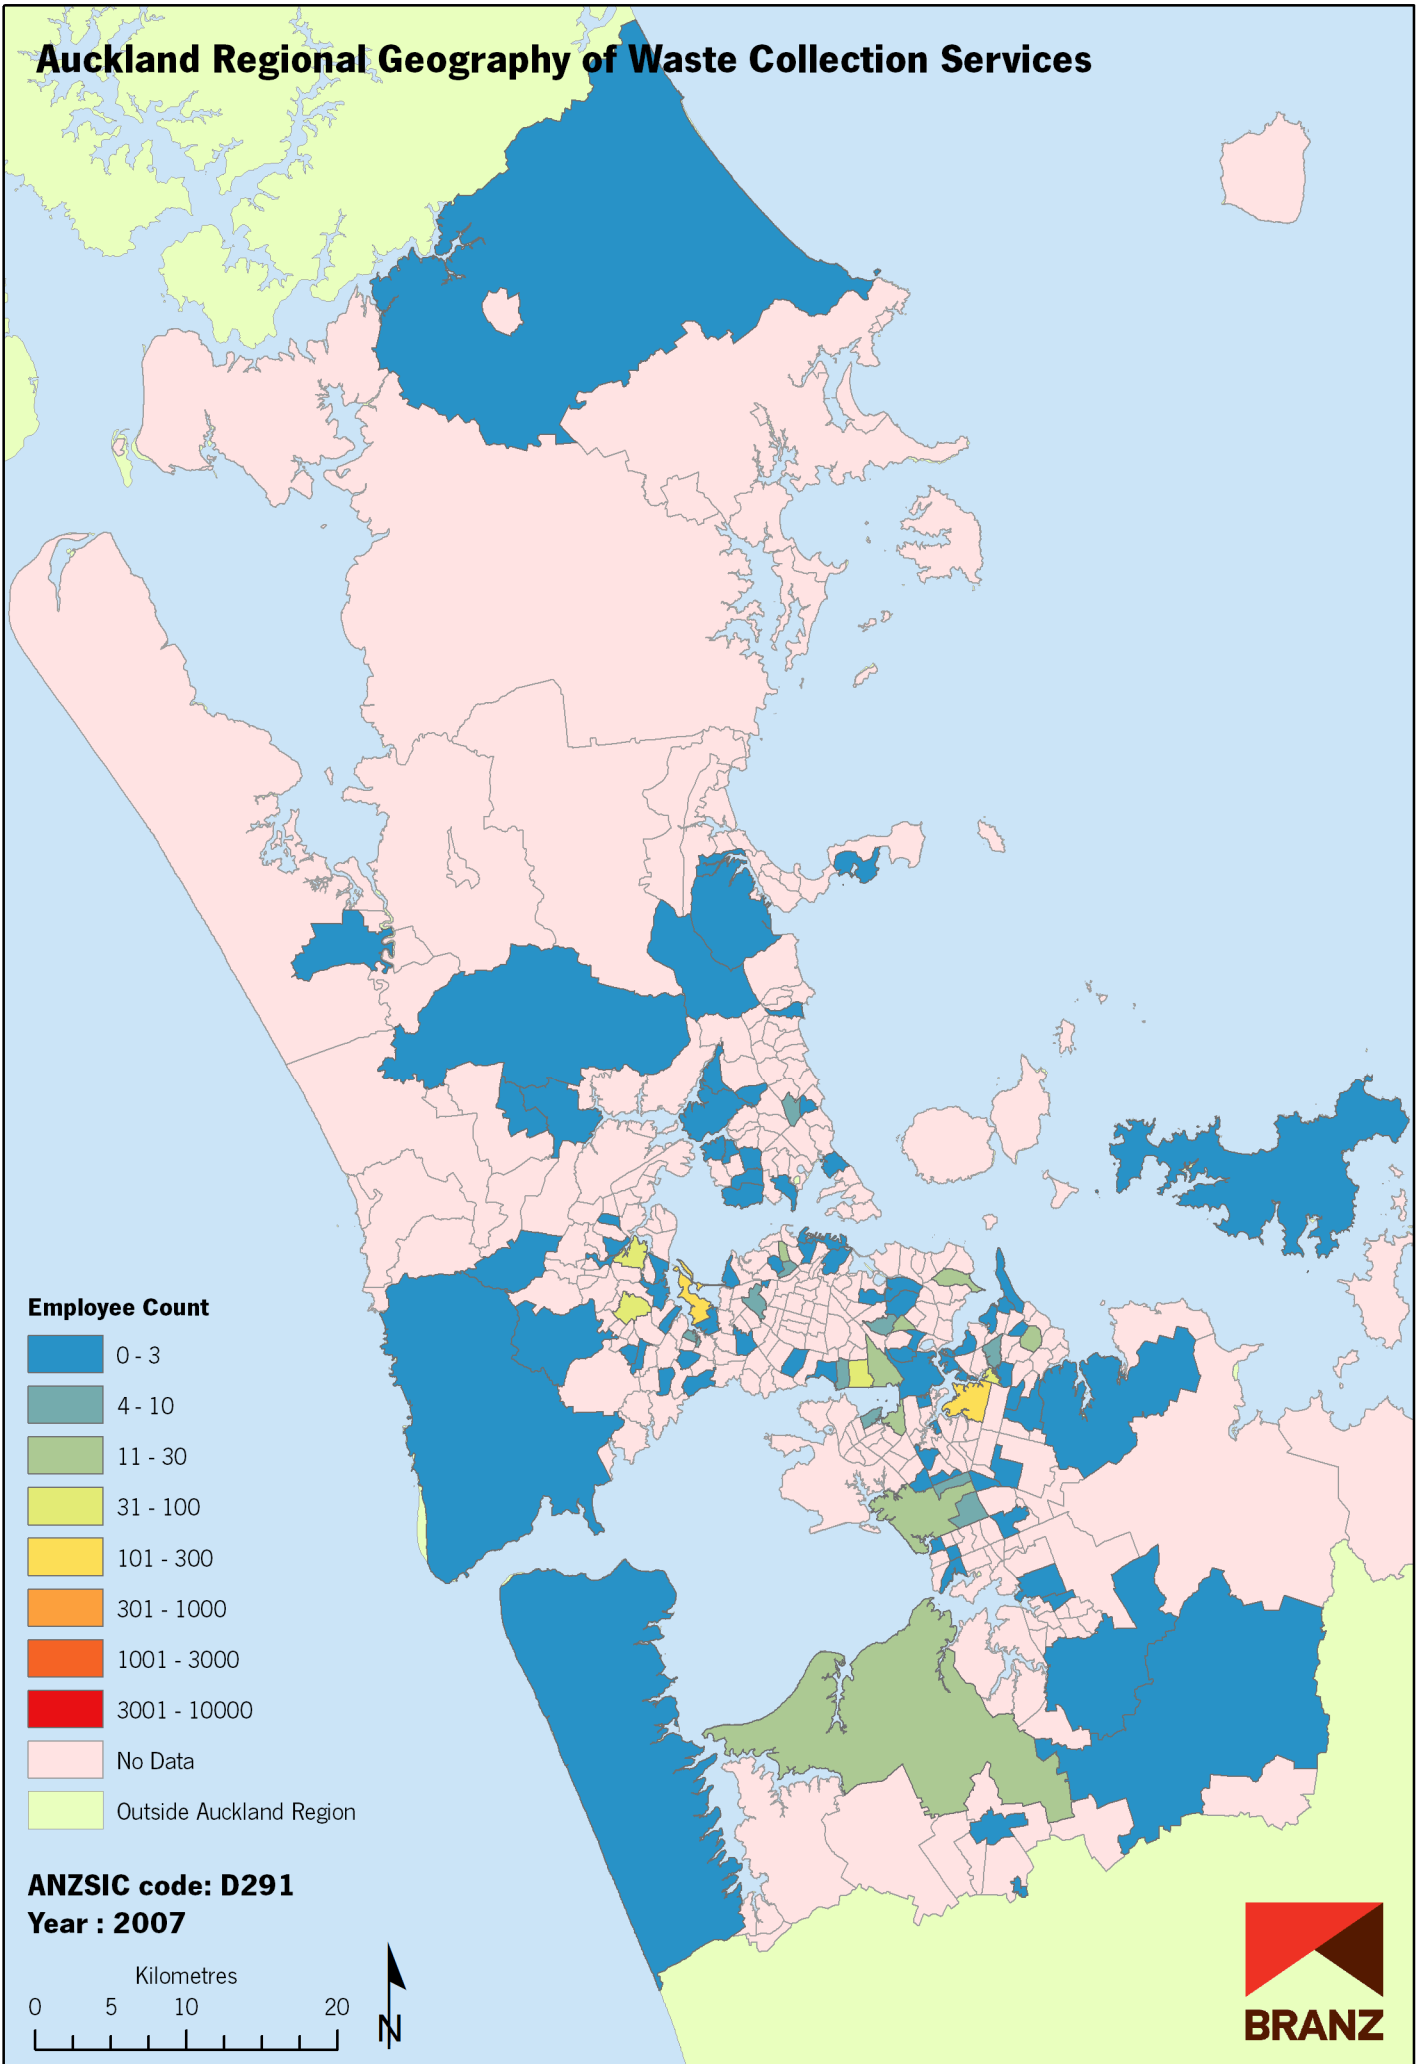 Auckland Regional Geography of Waste Collection Services
Employee Count
0 - 3
4 - 10
11 - 30
31 - 100
101 - 300
301 - 1000
1001 - 3000
3001 - 10000
No Data
Outside Auckland Region
ANZSIC code: D291
Year : 2007
Kilometres
0 5 10 20
N
BRANZ